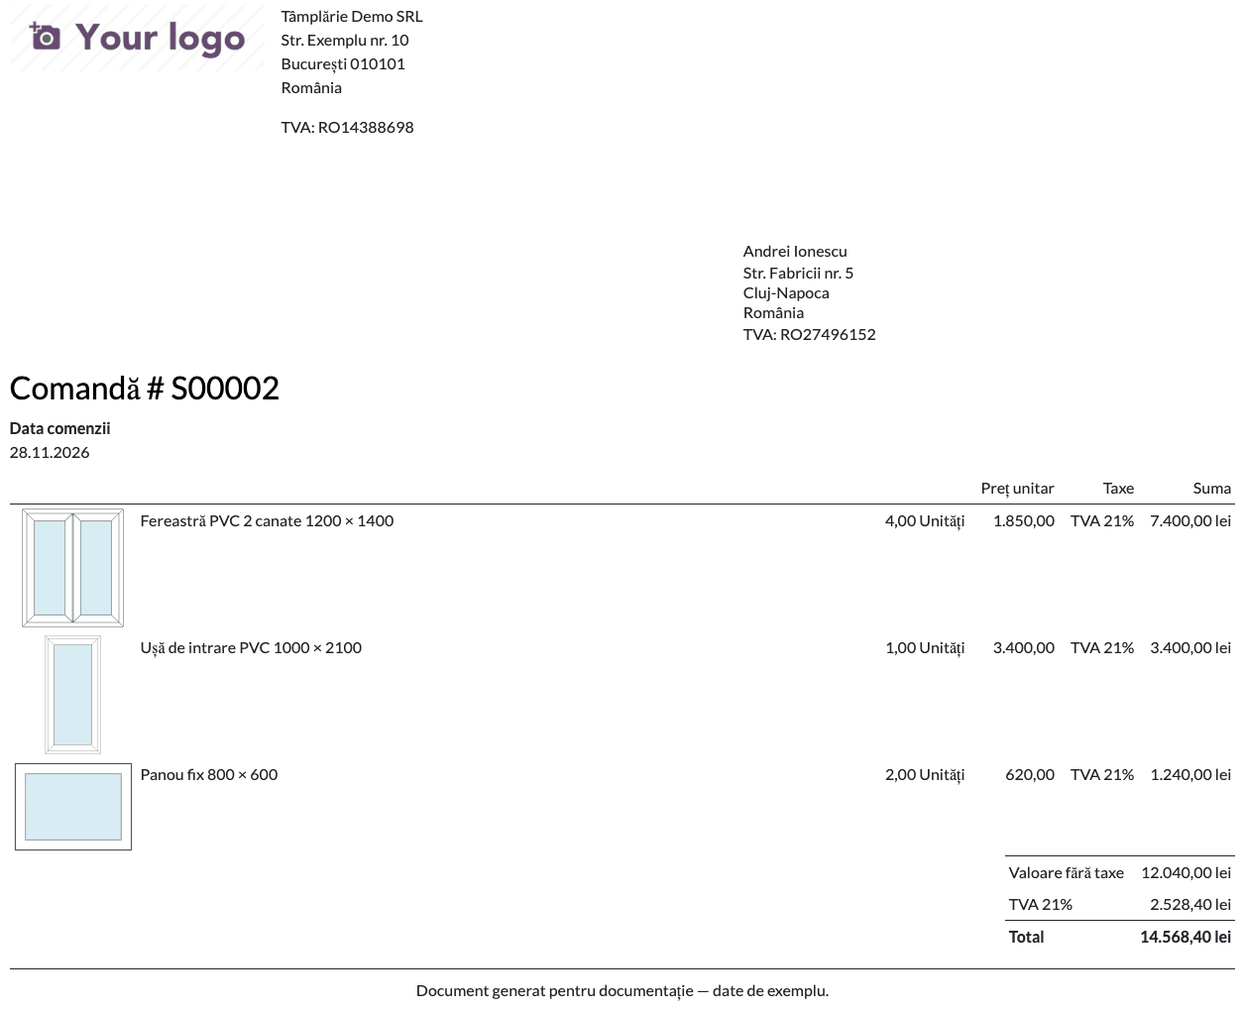 Your logo
Tâmplărie Demo SRL
Str. Exemplu nr. 10
București 010101
România
TVA: RO14388698
Andrei Ionescu
Str. Fabricii nr. 5
Cluj-Napoca
România
TVA: RO27496152
Comandă # S00002
Data comenzii
28.11.2026
Preț unitar Taxe Suma
Fereastră PVC 2 canate 1200 × 1400 4,00 Unități 1.850,00 TVA 21% 7.400,00 lei
Ușă de intrare PVC 1000 × 2100 1,00 Unități 3.400,00 TVA 21% 3.400,00 lei
Panou fix 800 × 600 2,00 Unități 620,00 TVA 21% 1.240,00 lei
Valoare fără taxe 12.040,00 lei
TVA 21% 2.528,40 lei
Total 14.568,40 lei
Document generat pentru documentație — date de exemplu.